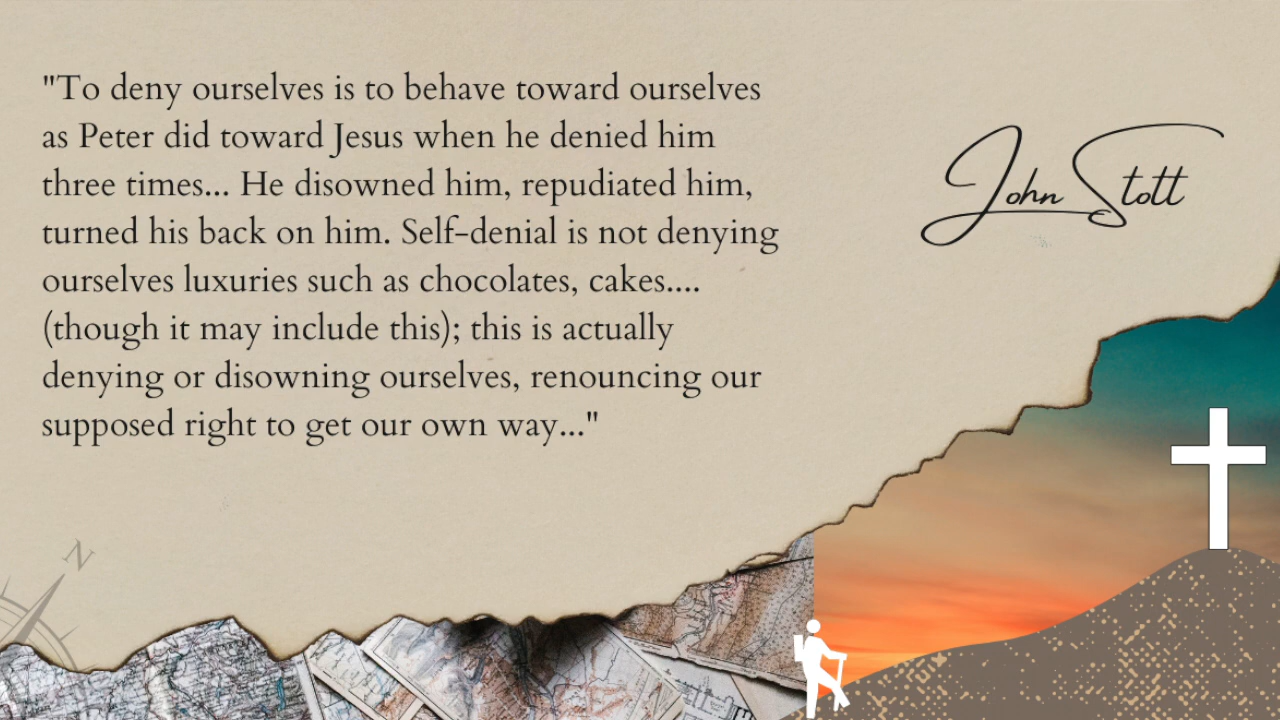 "To deny ourselves is to behave toward ourselves
as Peter did toward Jesus when he denied him
three times... He disowned him, repudiated him,
turned his back on him. Self-denial is not denying
ourselves luxuries such as chocolates, cakes....
(though it may include this); this is actually
denying or disowning ourselves, renouncing our
supposed right to get our own way..."
John Stott
N